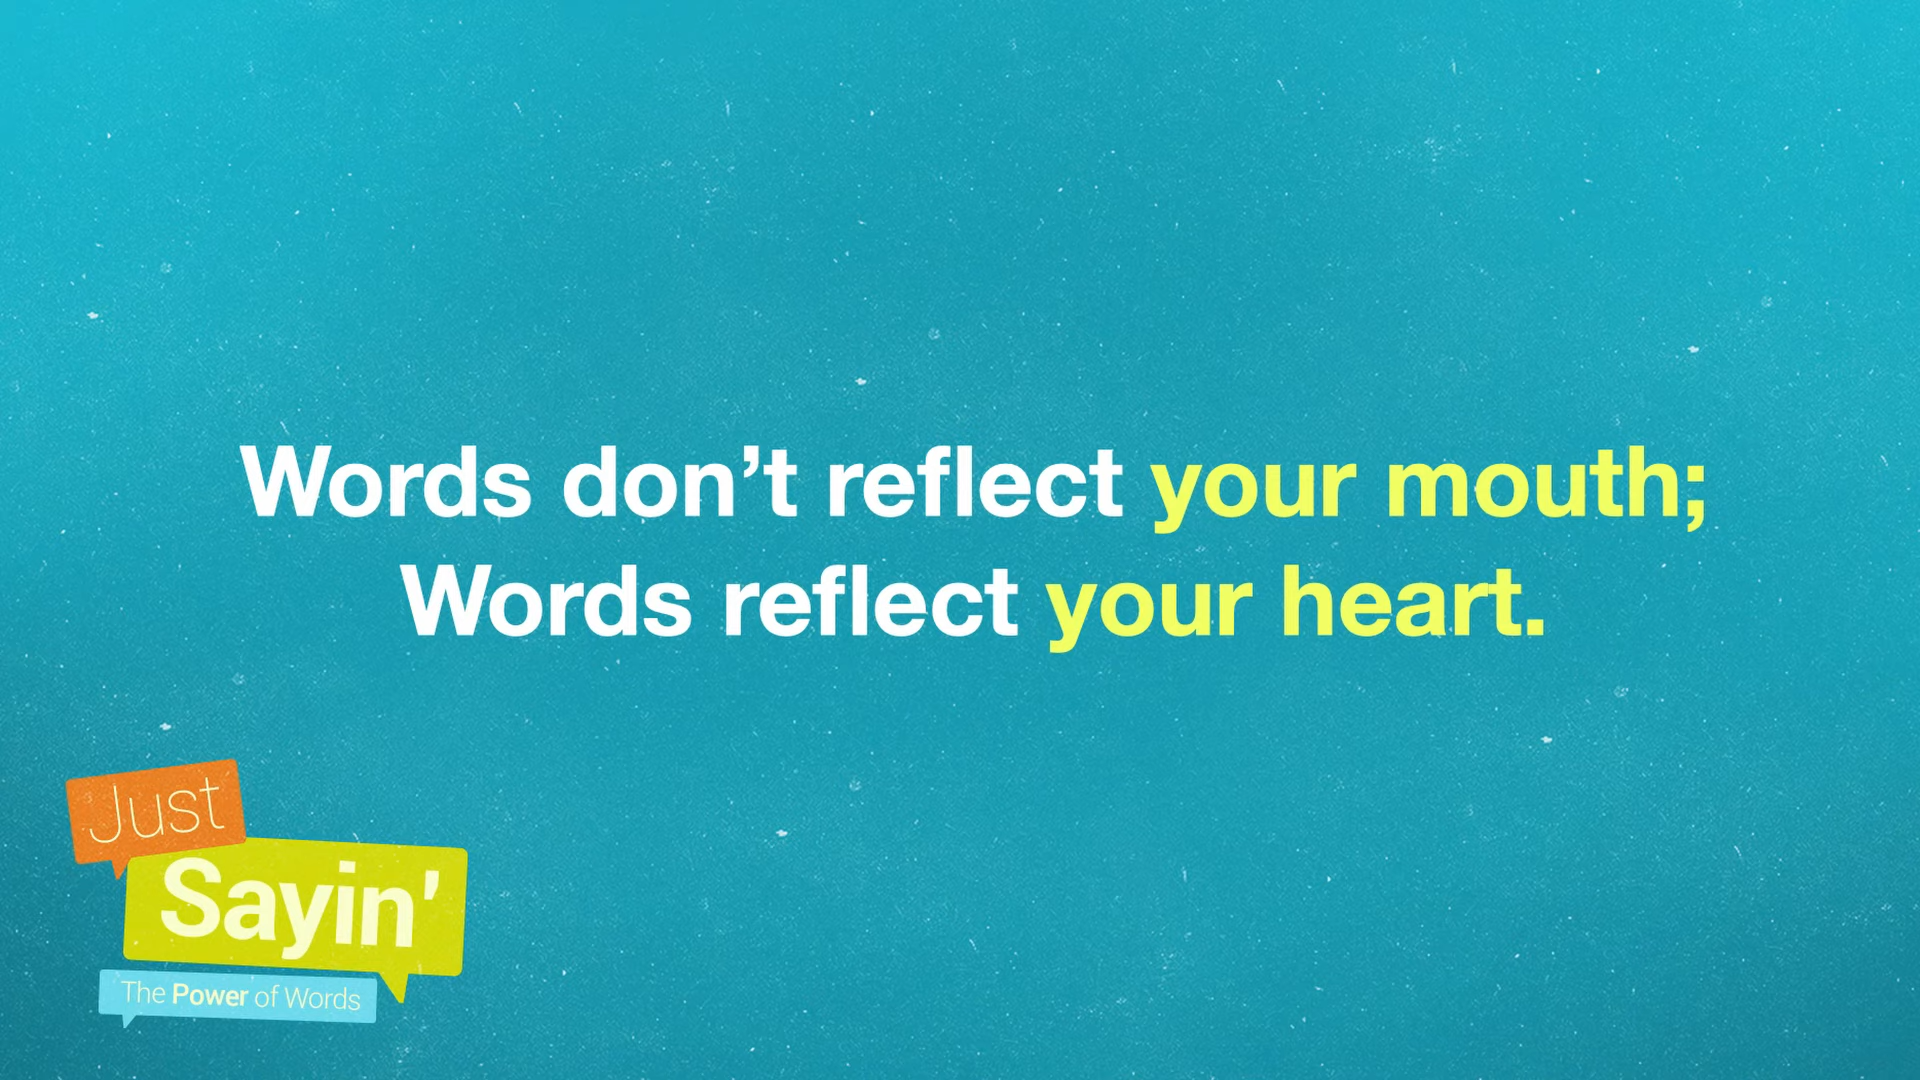 Words don’t reflect your mouth;
Words reflect your heart.
Just
Sayin'
The Power of Words